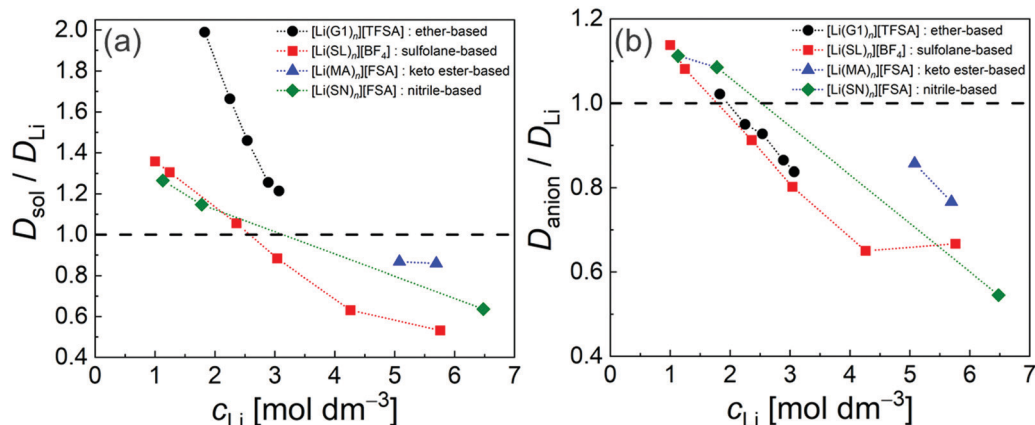 (a)
[Li(G1)n][TFSA] : ether-based
[Li(SL)n][BF4] : sulfolane-based
[Li(MA)n][FSA] : keto ester-based
[Li(SN)n][FSA] : nitrile-based
Dsol / DLi
2.0
1.8
1.6
1.4
1.2
1.0
0.8
0.6
0.4
0 1 2 3 4 5 6 7
cLi [mol dm−3]
(b)
[Li(G1)n][TFSA] : ether-based
[Li(SL)n][BF4] : sulfolane-based
[Li(MA)n][FSA] : keto ester-based
[Li(SN)n][FSA] : nitrile-based
Danion / DLi
1.2
1.0
0.8
0.6
0.4
0 1 2 3 4 5 6 7
cLi [mol dm−3]